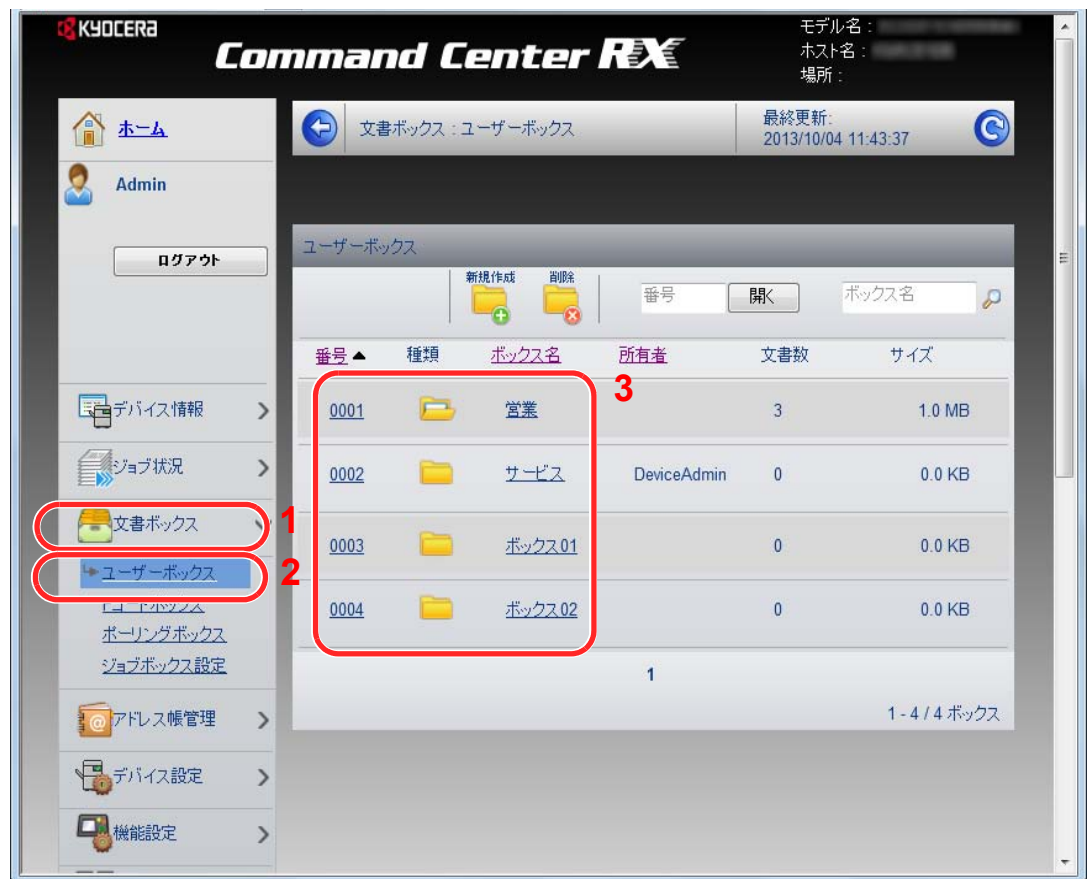 KYOCERA
Command Center RX
モデル名 :
ホスト名 :
場所 :
ホーム
Admin
ログアウト
デバイス情報
ジョブ状況
文書ボックス
1
ユーザーボックス
2
ポーリングボックス
ジョブボックス設定
アドレス帳管理
デバイス設定
機能設定
文書ボックス : ユーザーボックス
最終更新:
2013/10/04 11:43:37
ユーザーボックス
新規作成 削除
番号 開く ボックス名
番号▲ 種類 ボックス名 所有者 文書数 サイズ
3
0001 営業 3 1.0 MB
0002 サービス DeviceAdmin 0 0.0 KB
0003 ボックス01 0 0.0 KB
0004 ボックス02 0 0.0 KB
1
1 - 4 / 4 ボックス